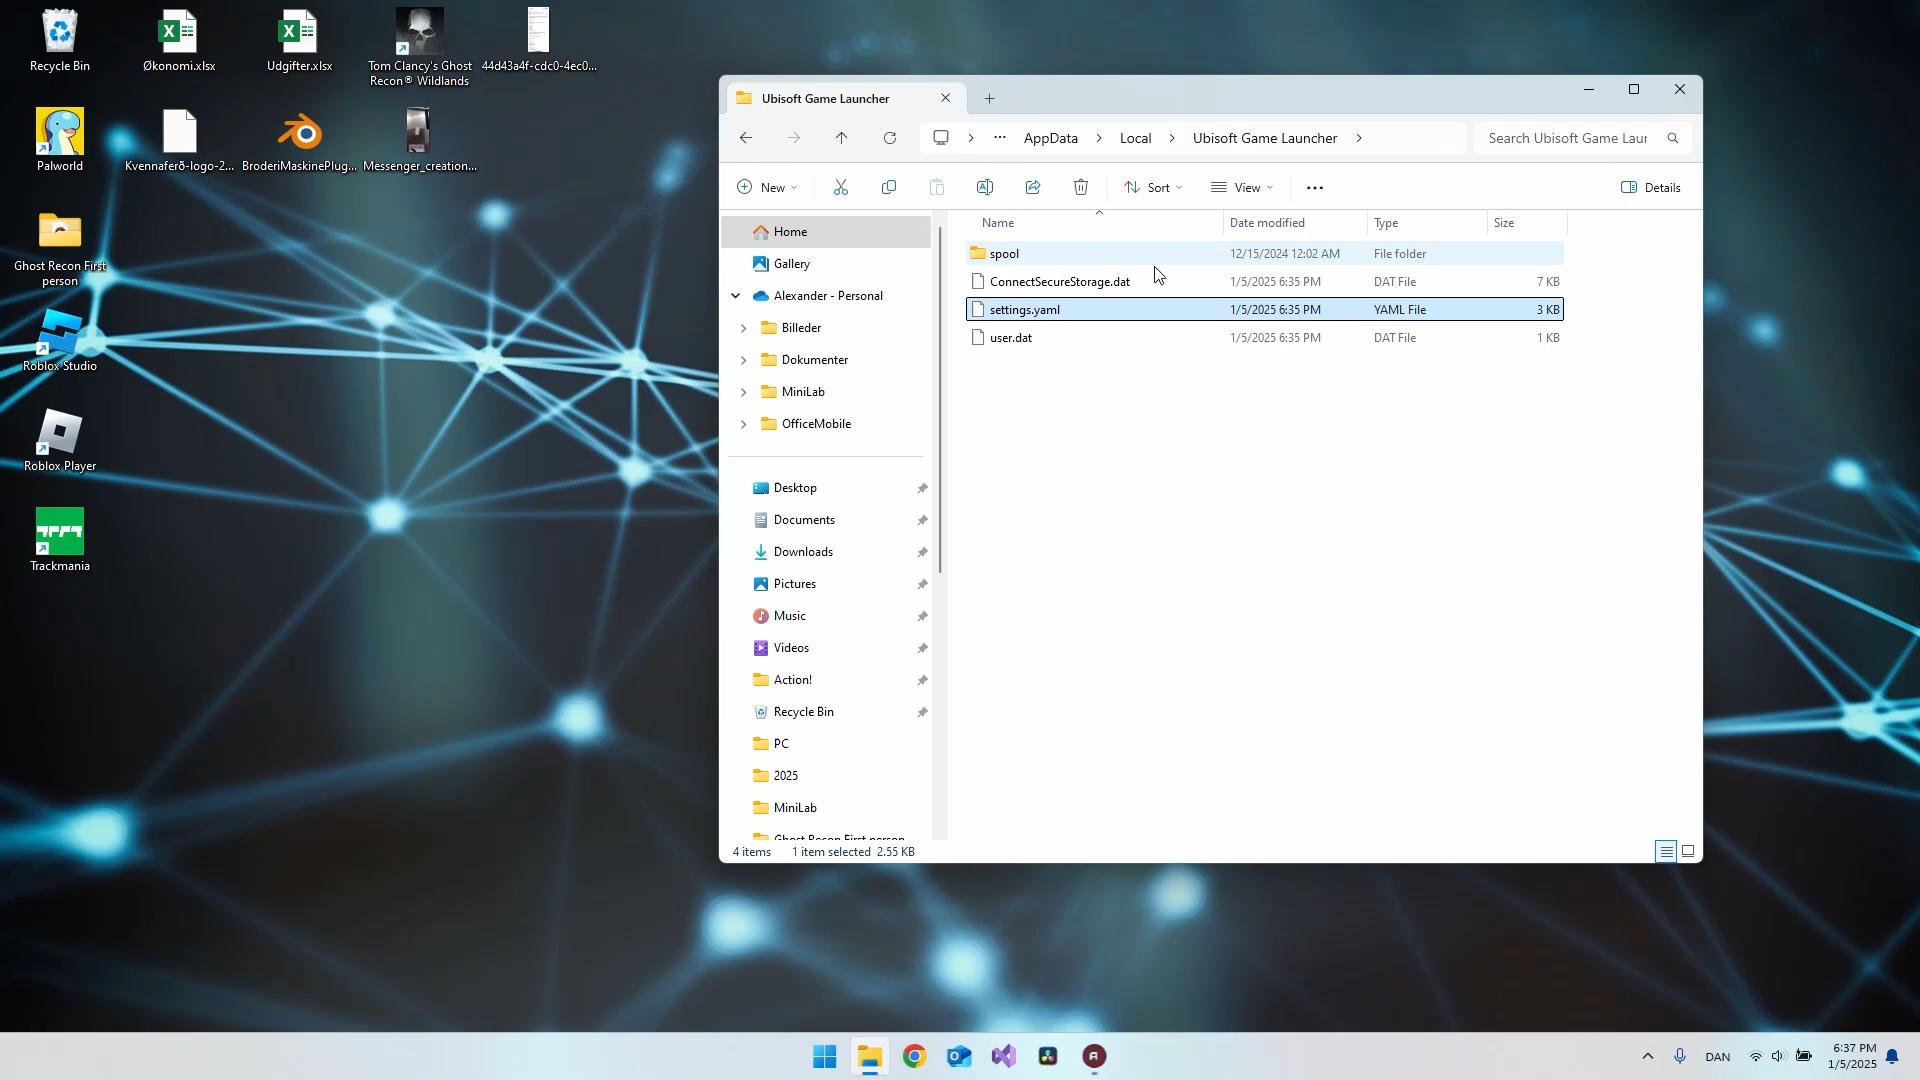 Recycle Bin
Økonomi.xlsx
Udgifter.xlsx
Tom Clancy's Ghost
Recon® Wildlands
44d43a4f-cdc0-4ec0...
Palworld
Kvennaferð-logo-2...
BroderiMaskinePlug...
Messenger_creation...
Ghost Recon First
person
Roblox Studio
Roblox Player
Trackmania
Ubisoft Game Launcher
AppData
Local
Ubisoft Game Launcher
Search Ubisoft Game Laur
New
Sort
View
Details
Name
Date modified
Type
Size
spool
12/15/2024 12:02 AM
File folder
ConnectSecureStorage.dat
1/5/2025 6:35 PM
DAT File
7 KB
settings.yaml
1/5/2025 6:35 PM
YAML File
3 KB
user.dat
1/5/2025 6:35 PM
DAT File
1 KB
Home
Gallery
Alexander - Personal
Billeder
Dokumenter
MiniLab
OfficeMobile
Desktop
Documents
Downloads
Pictures
Music
Videos
Action!
Recycle Bin
PC
2025
MiniLab
Ghost Recon First person
4 items
1 item selected 2.55 KB
DAN
6:37 PM
1/5/2025